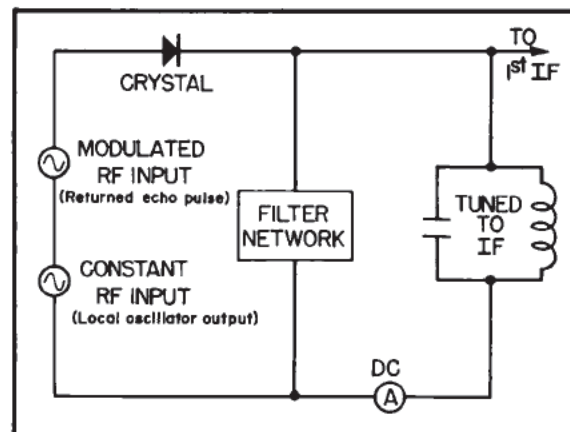 TO
1st IF
CRYSTAL
MODULATED
RF INPUT
(Returned echo pulse)
CONSTANT
RF INPUT
(Local oscillator output)
FILTER
NETWORK
TUNED
TO
IF
DC
A